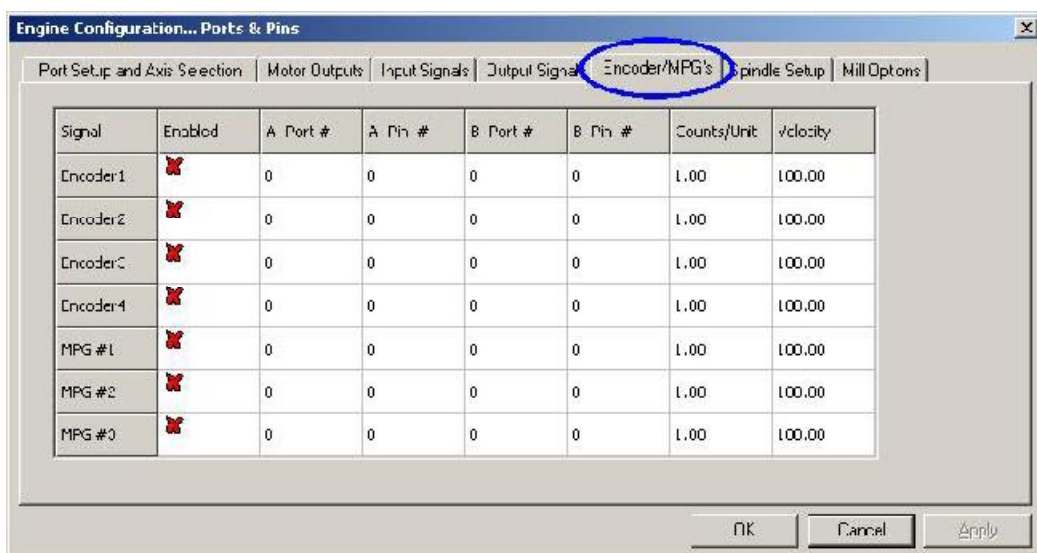 Engine Configuration... Ports & Pins
Port Setup and Axis Selection Motor Outputs Input Signals Output Signals Encoder/MPG's Spindle Setup Mill Options
Signal Enabled A -Port # A -Pin # B -Port # B -Pin # Counts/Unit Velocity
Encoder1 0 0 0 0 1.00 100.00
Encoder2 0 0 0 0 1.00 100.00
Encoder3 0 0 0 0 1.00 100.00
Encoder4 0 0 0 0 1.00 100.00
MPG #1 0 0 0 0 1.00 100.00
MPG #2 0 0 0 0 1.00 100.00
MPG #3 0 0 0 0 1.00 100.00
OK Cancel Apply